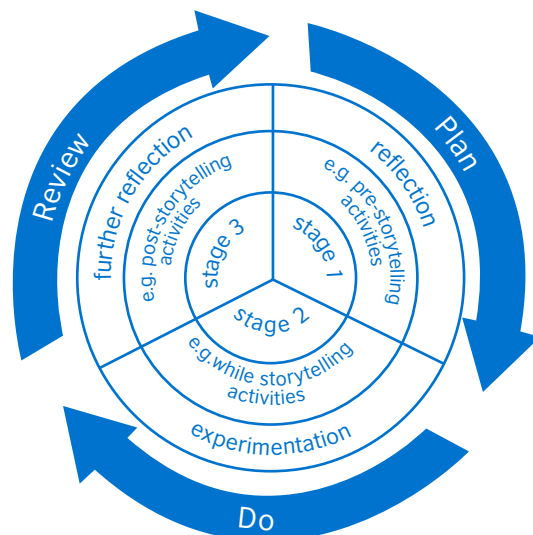 Plan
reflection
e.g. pre-storytelling
activities
stage 1
Do
stage 2
e.g.while storytelling
activities
experimentation
Review
further reflection
e.g. post-storytelling
activities
stage 3